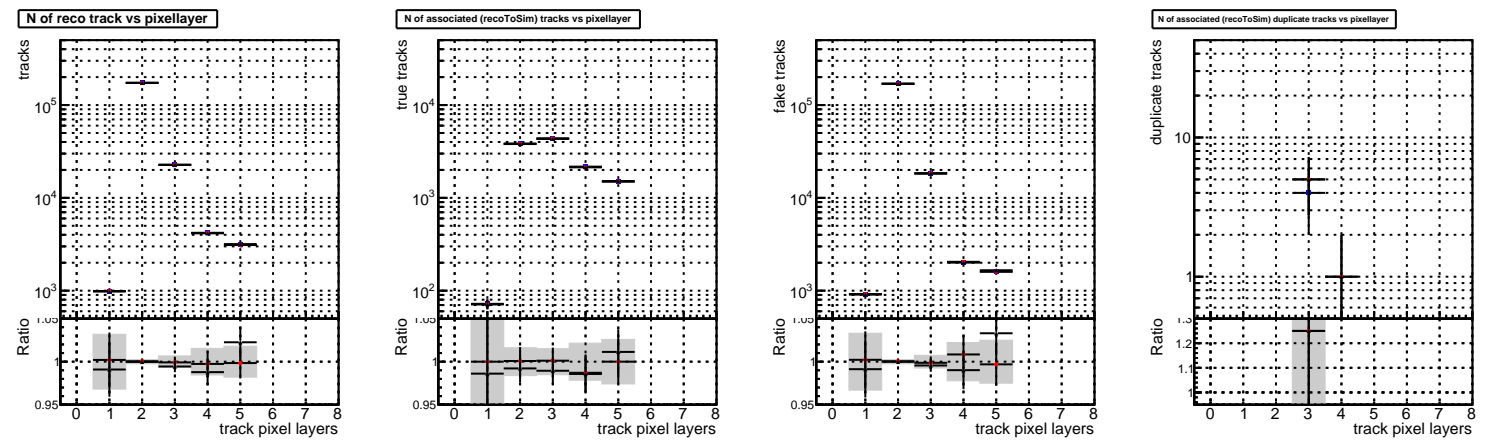 N of reco track vs pixellayer
tracks
10^5
10^4
10^3
1.05
Ratio
1
0.95
0 1 2 3 4 5 6 7 8
track pixel layers
N of associated (recoToSim) tracks vs pixellayer
true tracks
10^4
10^3
10^2
1.05
Ratio
1
0.95
0 1 2 3 4 5 6 7 8
track pixel layers
fake tracks
10^5
10^4
10^3
1.05
Ratio
1
0.95
0 1 2 3 4 5 6 7 8
track pixel layers
N of associated (recoToSim) duplicate tracks vs pixellayer
duplicate tracks
10
1
1.3
Ratio
1.2
1.1
1
0 1 2 3 4 5 6 7 8
track pixel layers